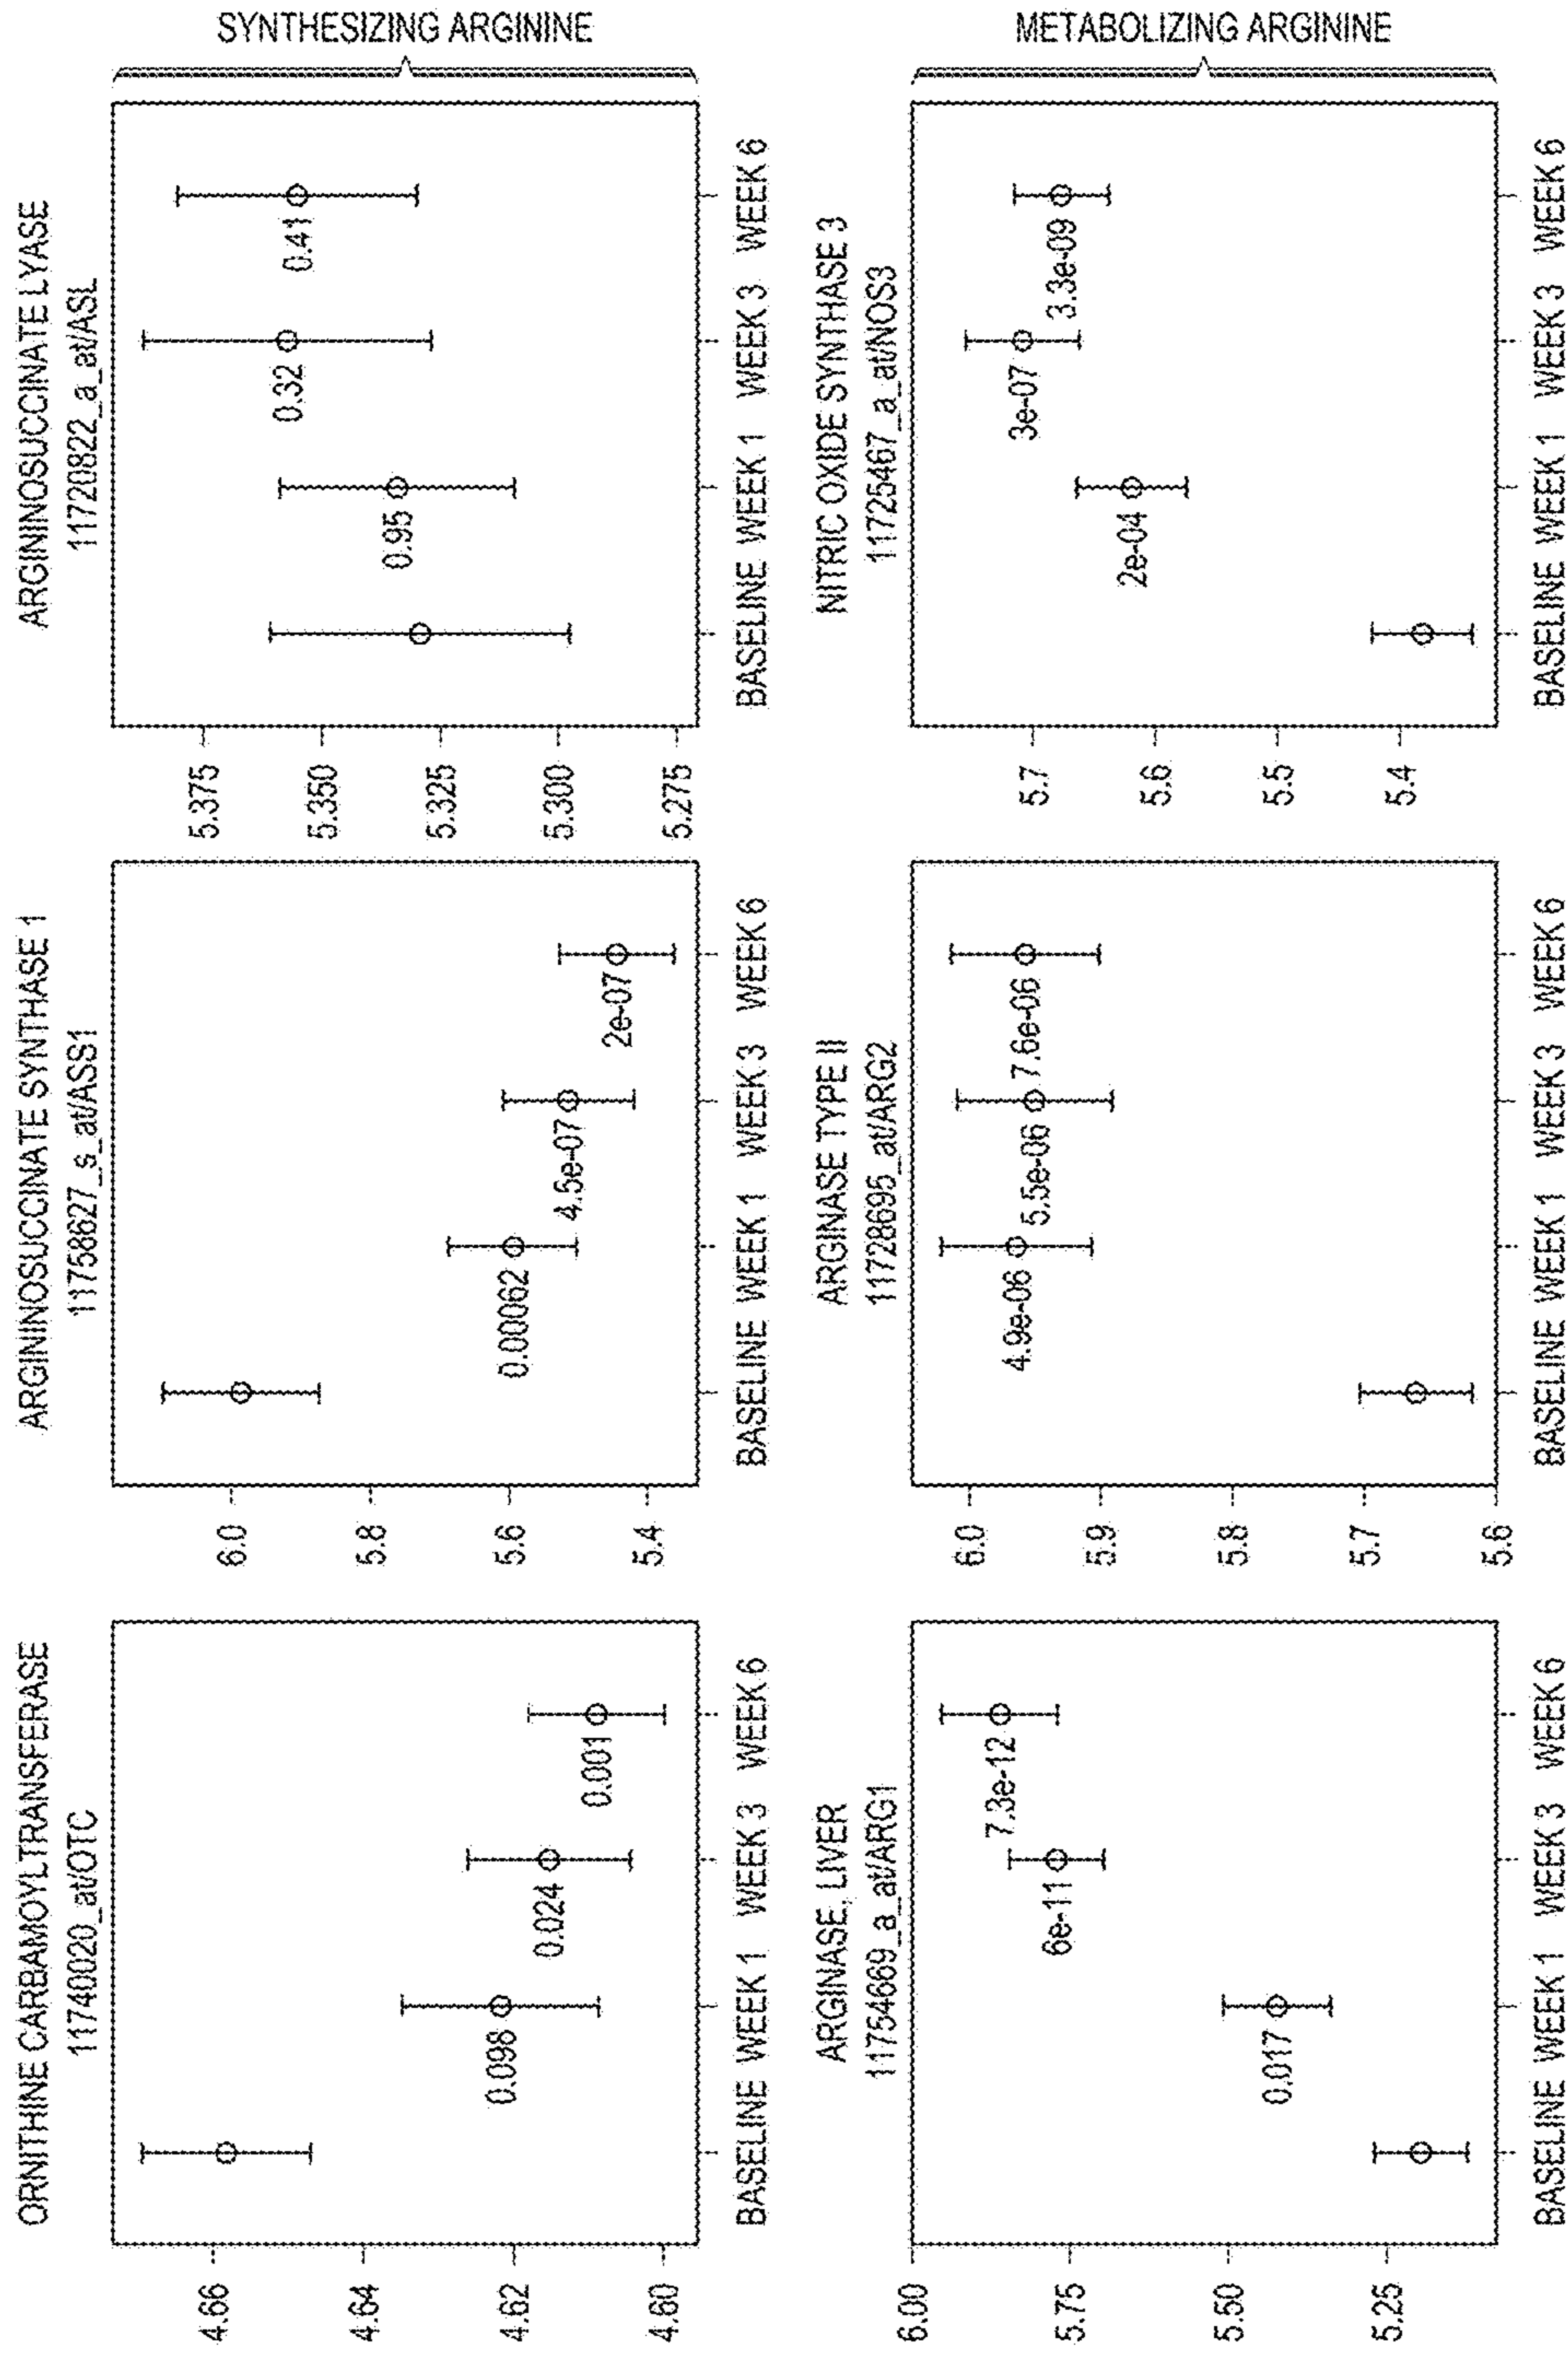 ORNITHINE CARBAMOYLTRANSFERASE
11740020_at/OTC
4.66
4.64
4.62
4.60
0.098
0.024
0.001
BASELINE WEEK 1 WEEK 3 WEEK 6
ARGININOSUCCINATE SYNTHASE 1
11758627_s_at/ASS1
6.0
5.8
5.6
5.4
0.00062
4.5e-07
2e-07
BASELINE WEEK 1 WEEK 3 WEEK 6
ARGININOSUCCINATE LYASE
11720822_a_at/ASL
5.375
5.350
5.325
5.300
5.275
0.95
0.32
0.41
BASELINE WEEK 1 WEEK 3 WEEK 6
SYNTHESIZING ARGININE
ARGINASE, LIVER
11754669_a_at/ARG1
6.00
5.75
5.50
5.25
0.017
6e-11
7.3e-12
BASELINE WEEK 1 WEEK 3 WEEK 6
ARGINASE TYPE II
11728695_at/ARG2
6.0
5.9
5.8
5.7
5.6
4.9e-06
5.5e-06
7.6e-06
BASELINE WEEK 1 WEEK 3 WEEK 6
NITRIC OXIDE SYNTHASE 3
11725467_a_at/NOS3
5.7
5.6
5.5
5.4
2e-04
3e-07
3.3e-09
BASELINE WEEK 1 WEEK 3 WEEK 6
METABOLIZING ARGININE